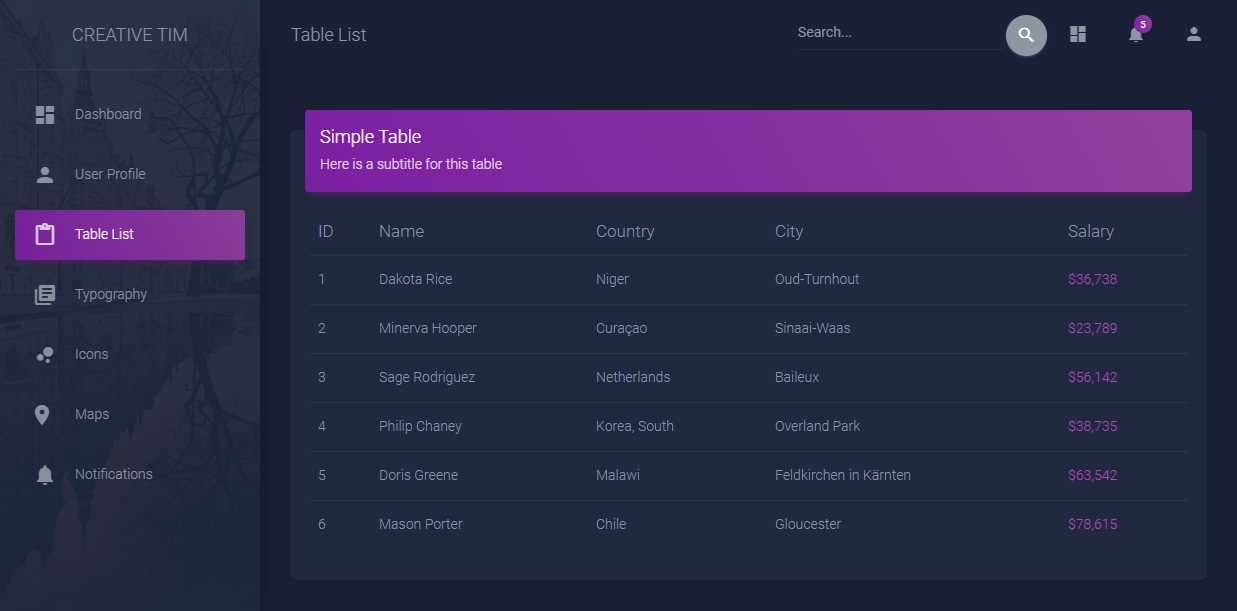 CREATIVE TIM
Dashboard
User Profile
Table List
Typography
Icons
Maps
Notifications
Table List
Search...
5
Simple Table
Here is a subtitle for this table
ID Name Country City Salary
1 Dakota Rice Niger Oud-Turnhout $36,738
2 Minerva Hooper Curaçao Sinaai-Waas $23,789
3 Sage Rodriguez Netherlands Baileux $56,142
4 Philip Chaney Korea, South Overland Park $38,735
5 Doris Greene Malawi Feldkirchen in Kärnten $63,542
6 Mason Porter Chile Gloucester $78,615